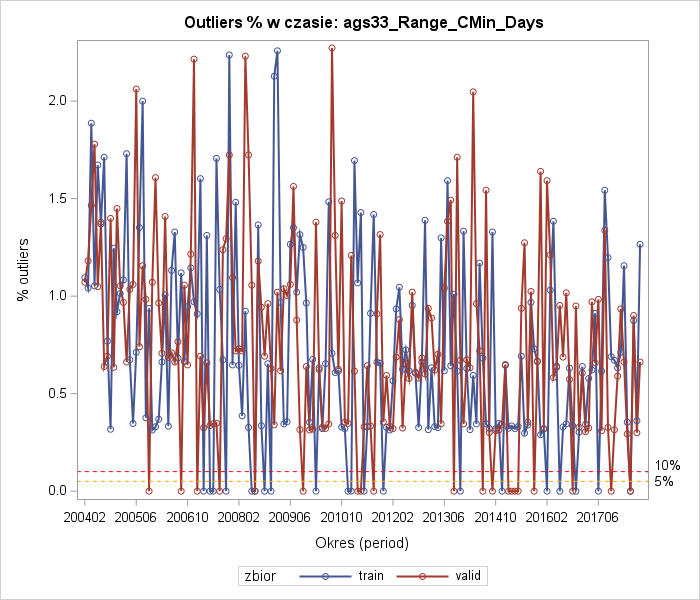 Outliers % w czasie: ags33_Range_CMin_Days
% outliers
2.0
1.5
1.0
0.5
0.0
10%
5%
200402 200506 200610 200802 200906 201010 201202 201306 201410 201602 201706
Okres (period)
zbior train valid